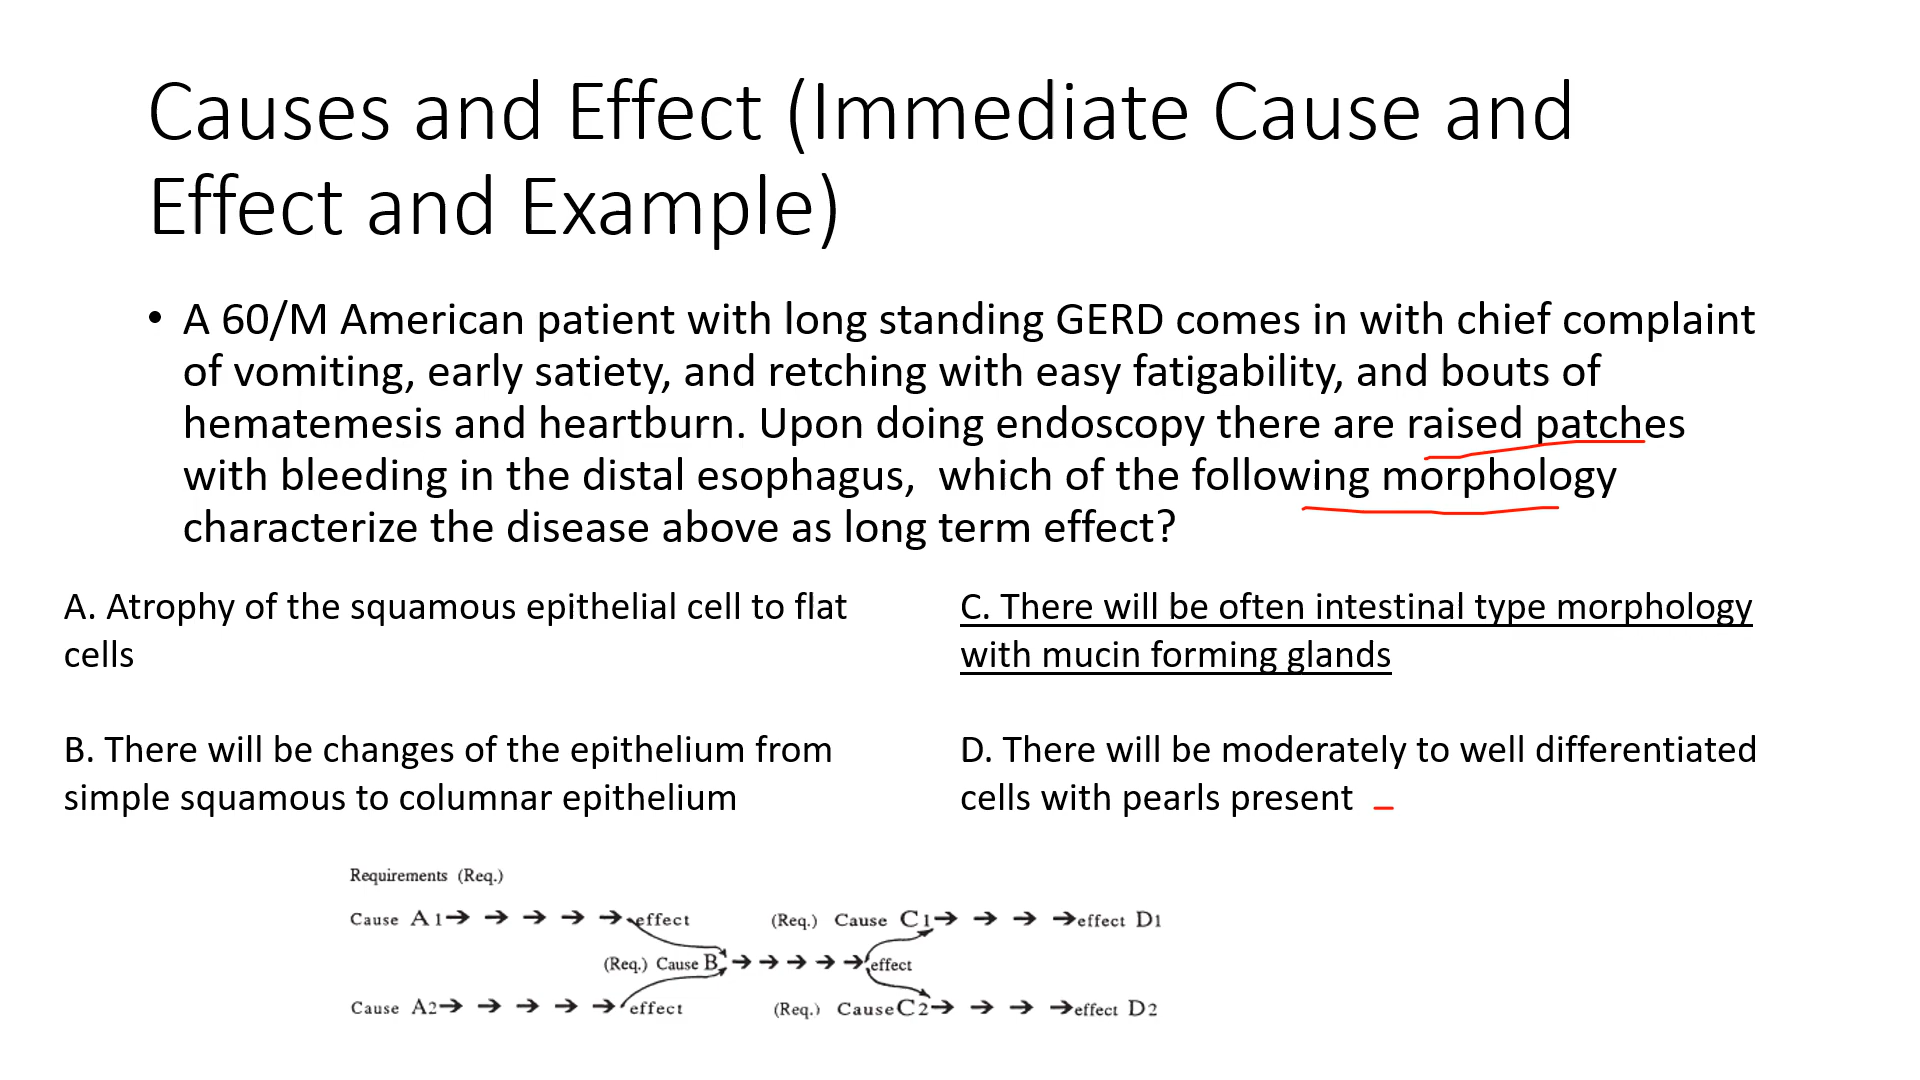 Causes and Effect (Immediate Cause and
Effect and Example)
• A 60/M American patient with long standing GERD comes in with chief complaint
of vomiting, early satiety, and retching with easy fatigability, and bouts of
hematemesis and heartburn. Upon doing endoscopy there are raised patches
with bleeding in the distal esophagus, which of the following morphology
characterize the disease above as long term effect?
A. Atrophy of the squamous epithelial cell to flat
cells
B. There will be changes of the epithelium from
simple squamous to columnar epithelium
C. There will be often intestinal type morphology
with mucin forming glands
D. There will be moderately to well differentiated
cells with pearls present
Requirements (Req.)
Cause A1→ → → → → effect (Req.) Cause C1→ → → →effect D1
(Req.) Cause B → → → → → effect
Cause A2→ → → → → effect (Req.) Cause C2→ → → →effect D2